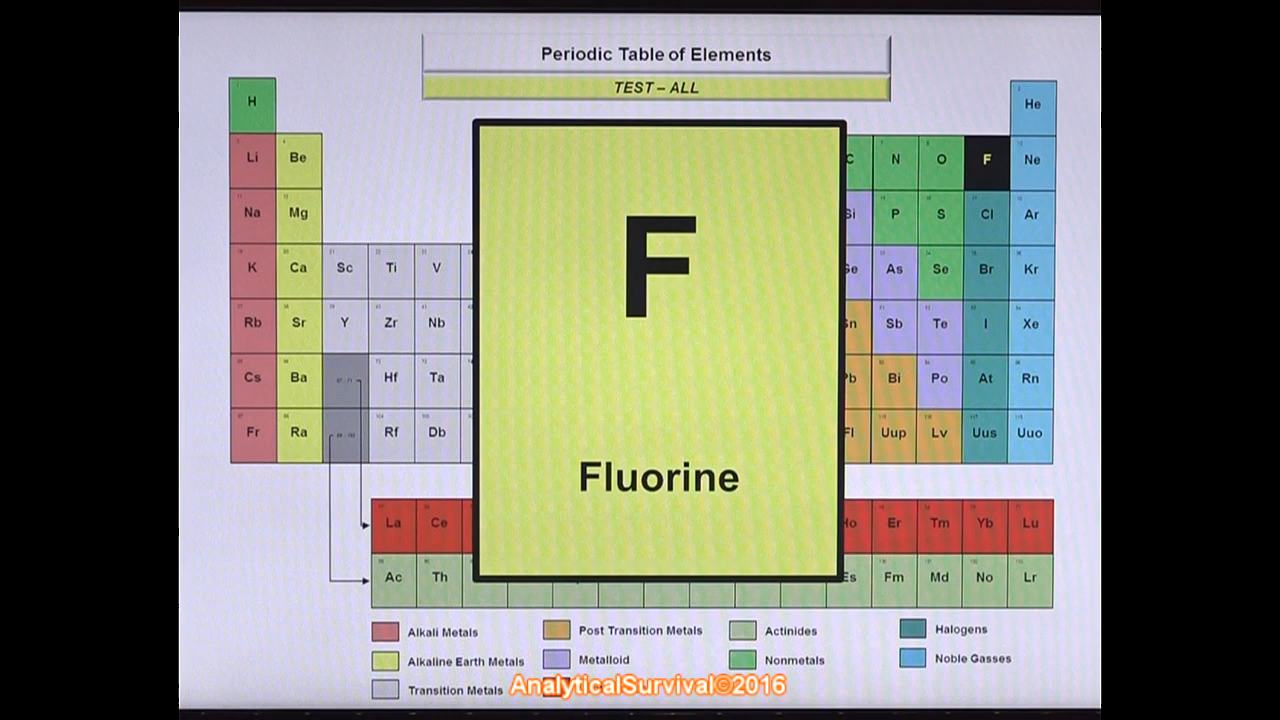 Periodic Table of Elements
TEST – ALL
H He
Li Be C N O F Ne
Na Mg Si P S Cl Ar
K Ca Sc Ti V Ge As Se Br Kr
Rb Sr Y Zr Nb Sn Sb Te I Xe
Cs Ba Hf Ta Pb Bi Po At Rn
Fr Ra Rf Db Fl Uup Lv Uus Uuo
F
Fluorine
La Ce Ho Er Tm Yb Lu
Ac Th Es Fm Md No Lr
Alkali Metals
Alkaline Earth Metals
Transition Metals
Post Transition Metals
Metalloid
Actinides
Nonmetals
Halogens
Noble Gasses
AnalyticalSurvival©2016